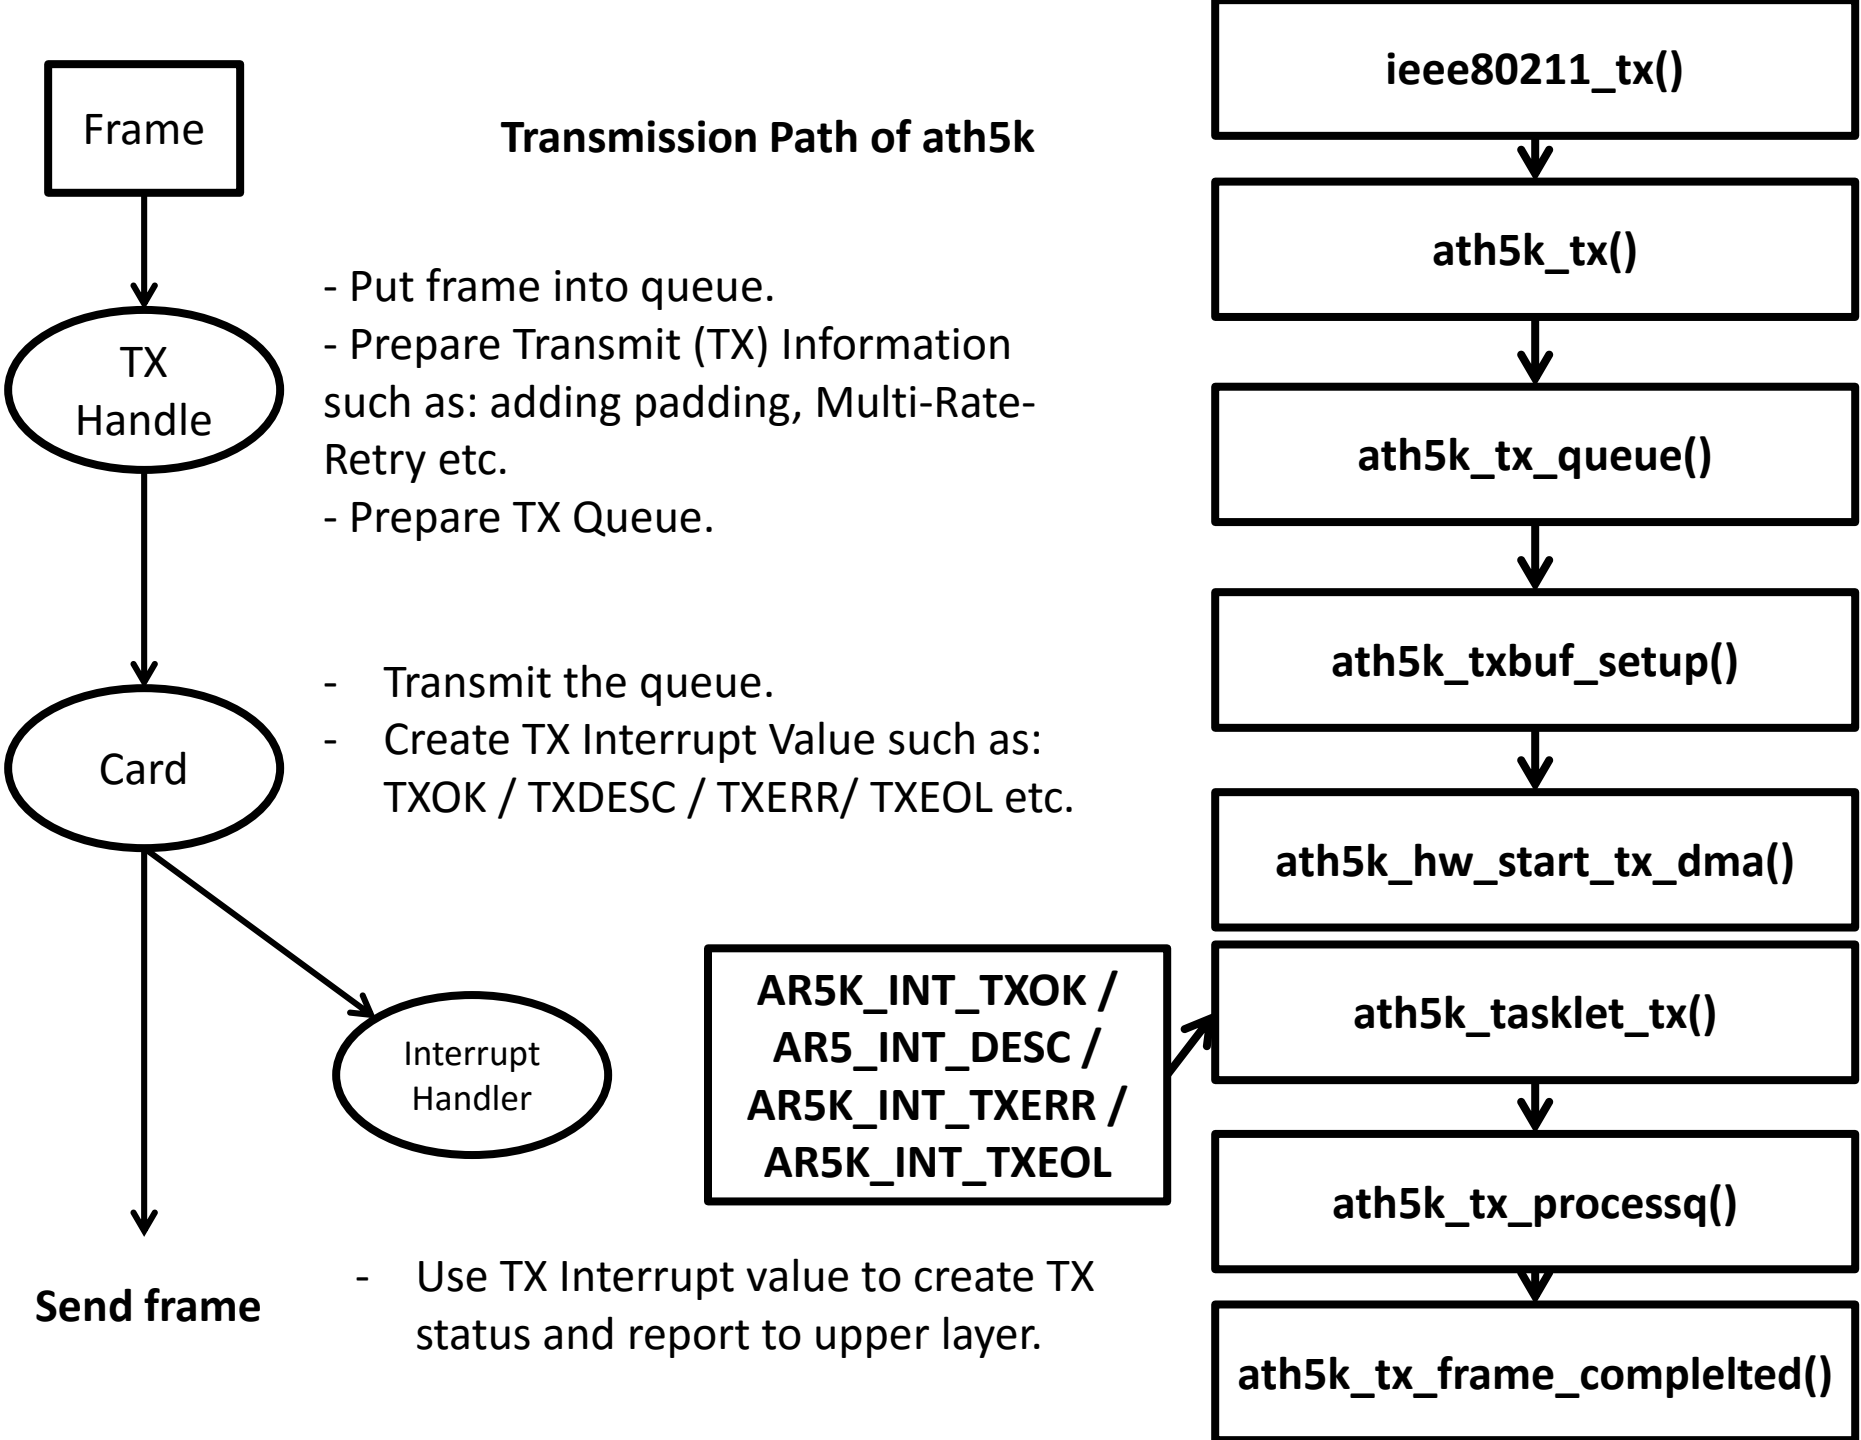 Frame
Transmission Path of ath5k
TX
Handle
- Put frame into queue.
- Prepare Transmit (TX) Information
such as: adding padding, Multi-Rate-
Retry etc.
- Prepare TX Queue.
Card
- Transmit the queue.
- Create TX Interrupt Value such as:
TXOK / TXDESC / TXERR/ TXEOL etc.
Interrupt
Handler
Send frame
- Use TX Interrupt value to create TX
status and report to upper layer.
ieee80211_tx()
ath5k_tx()
ath5k_tx_queue()
ath5k_txbuf_setup()
ath5k_hw_start_tx_dma()
AR5K_INT_TXOK /
AR5_INT_DESC /
AR5K_INT_TXERR /
AR5K_INT_TXEOL
ath5k_tasklet_tx()
ath5k_tx_processq()
ath5k_tx_frame_complelted()